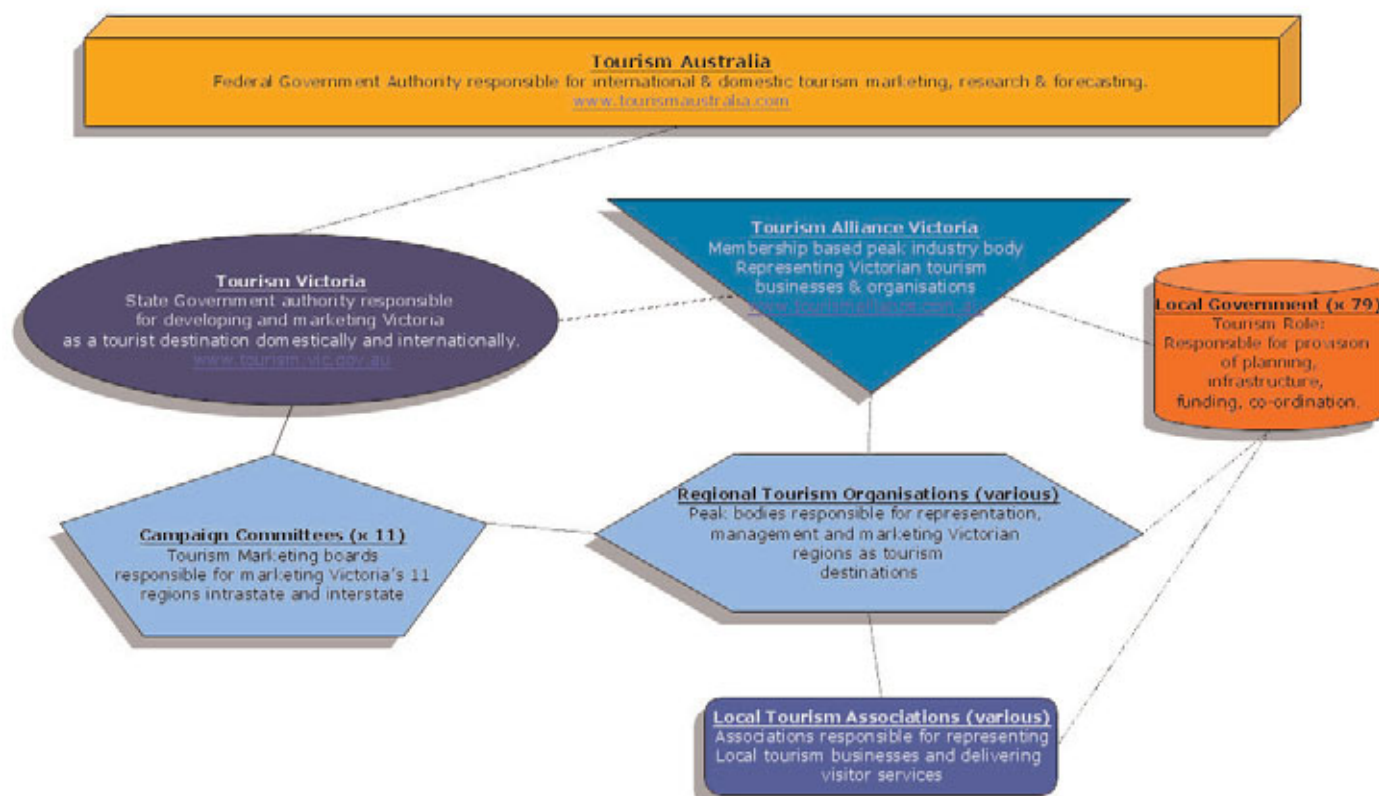 Tourism Australia
Federal Government Authority responsible for international & domestic tourism marketing, research & forecasting.
www.tourismaustralia.com
Tourism Alliance Victoria
Membership based peak industry body
Representing Victorian tourism
businesses & organisations
www.tourismalliance.com.au
Tourism Victoria
State Government authority responsible
for developing and marketing Victoria
as a tourist destination domestically and internationally.
www.tourism.vic.gov.au
Local Government (x 79)
Tourism Role:
Responsible for provision
of planning,
infrastructure,
funding, co-ordination.
Campaign Committees (x 11)
Tourism Marketing boards
responsible for marketing Victoria's 11
regions intrastate and interstate
Regional Tourism Organisations (various)
Peak bodies responsible for representation,
management and marketing Victorian
regions as tourism
destinations
Local Tourism Associations (various)
Associations responsible for representing
Local tourism businesses and delivering
visitor services